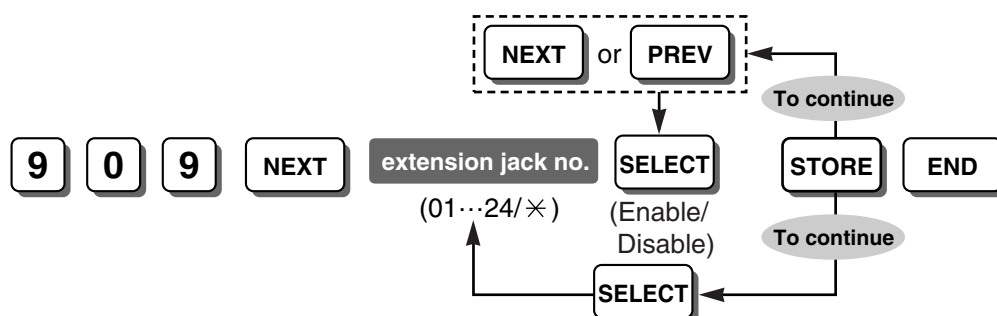 NEXT or PREV
To continue
9 0 9 NEXT extension jack no. SELECT STORE END
(01···24/✳)
(Enable/
Disable)
To continue
SELECT